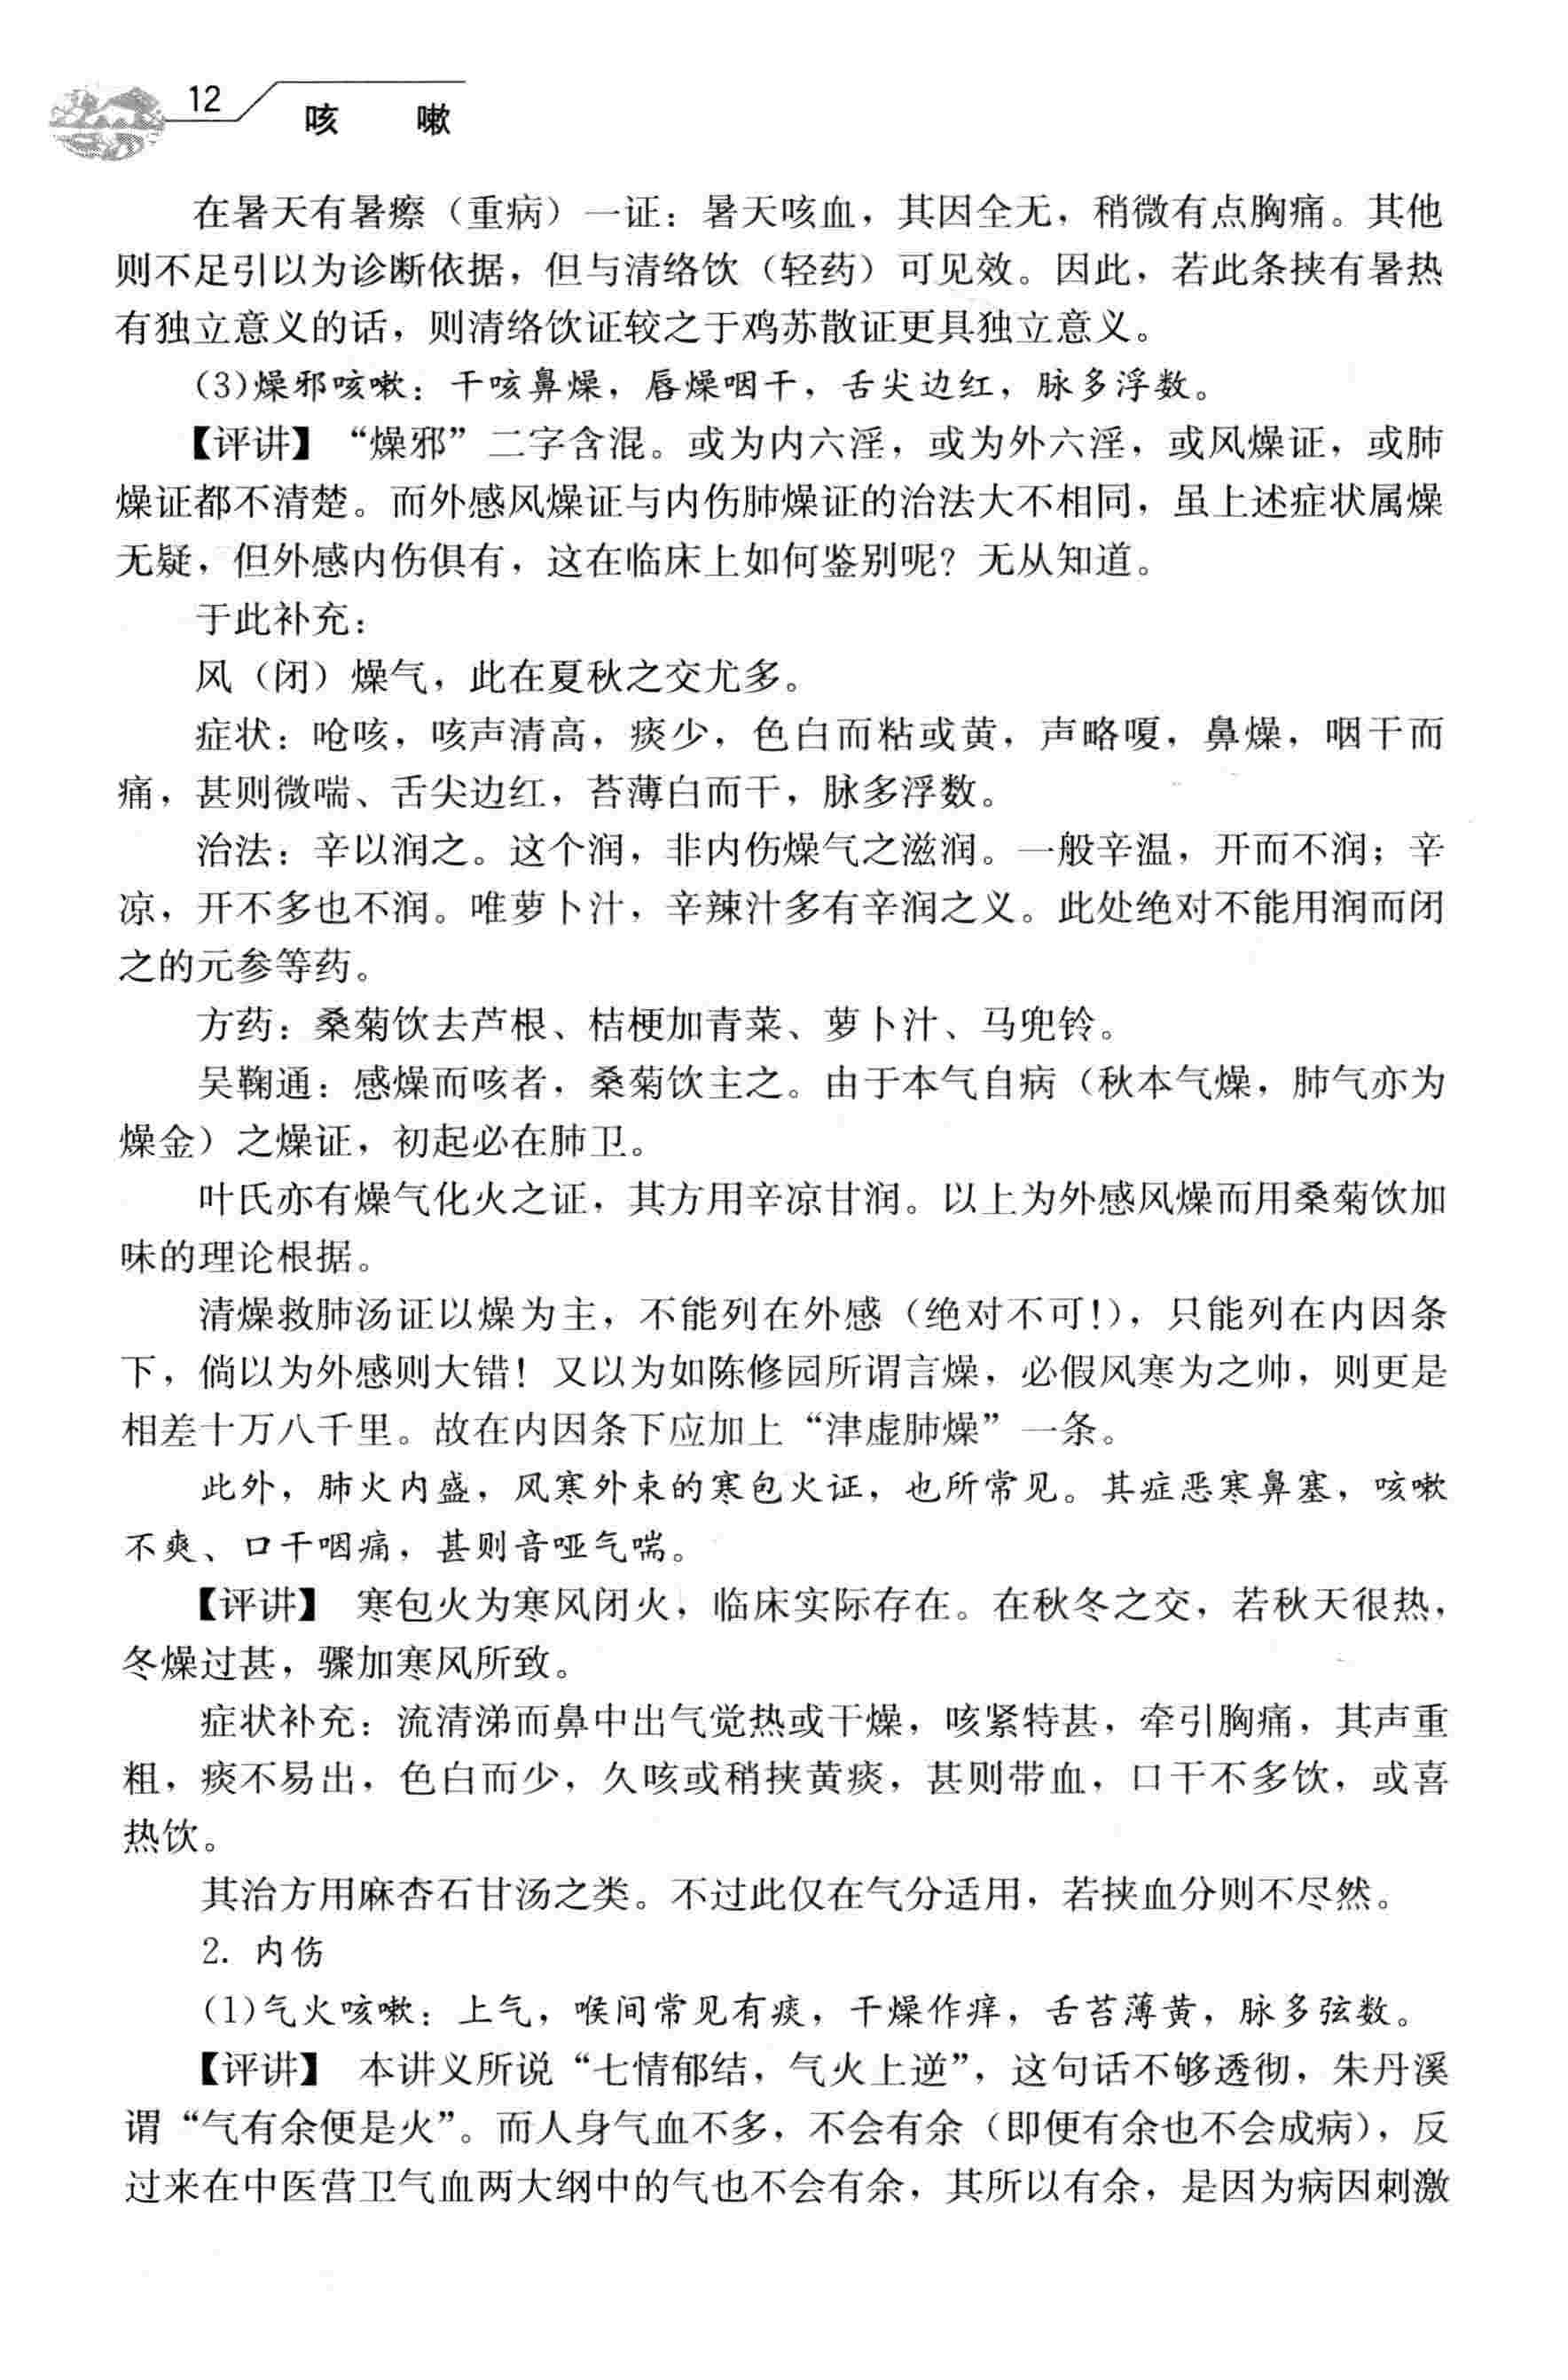 12
咳 嗽
在暑天有暑瘵（重病）一证：暑天咳血，其因全无，稍微有点胸痛。其他
则不足引以为诊断依据，但与清络饮（轻药）可见效。因此，若此条挟有暑热
有独立意义的话，则清络饮证较之于鸡苏散证更具独立意义。
(3)燥邪咳嗽：干咳鼻燥，唇燥咽干，舌尖边红，脉多浮数。
【评讲】 “燥邪”二字含混。或为内六淫，或为外六淫，或风燥证，或肺
燥证都不清楚。而外感风燥证与内伤肺燥证的治法大不相同，虽上述症状属燥
无疑，但外感内伤俱有，这在临床上如何鉴别呢？无从知道。
于此补充：
风（闭）燥气，此在夏秋之交尤多。
症状：呛咳，咳声清高，痰少，色白而粘或黄，声略嗄，鼻燥，咽干而
痛，甚则微喘、舌尖边红，苔薄白而干，脉多浮数。
治法：辛以润之。这个润，非内伤燥气之滋润。一般辛温，开而不润；辛
凉，开不多也不润。唯萝卜汁，辛辣汁多有辛润之义。此处绝对不能用润而闭
之的元参等药。
方药：桑菊饮去芦根、桔梗加青菜、萝卜汁、马兜铃。
吴鞠通：感燥而咳者，桑菊饮主之。由于本气自病（秋本气燥，肺气亦为
燥金）之燥证，初起必在肺卫。
叶氏亦有燥气化火之证，其方用辛凉甘润。以上为外感风燥而用桑菊饮加
味的理论根据。
清燥救肺汤证以燥为主，不能列在外感（绝对不可！），只能列在内因条
下，倘以为外感则大错！又以为如陈修园所谓言燥，必假风寒为之帅，则更是
相差十万八千里。故在内因条下应加上“津虚肺燥”一条。
此外，肺火内盛，风寒外束的寒包火证，也所常见。其症恶寒鼻塞，咳嗽
不爽、口干咽痛，甚则音哑气喘。
【评讲】 寒包火为寒风闭火，临床实际存在。在秋冬之交，若秋天很热，
冬燥过甚，骤加寒风所致。
症状补充：流清涕而鼻中出气觉热或干燥，咳紧特甚，牵引胸痛，其声重
粗，痰不易出，色白而少，久咳或稍挟黄痰，甚则带血，口干不多饮，或喜
热饮。
其治方用麻杏石甘汤之类。不过此仅在气分适用，若挟血分则不尽然。
2. 内伤
(1)气火咳嗽：上气，喉间常见有痰，干燥作痒，舌苔薄黄，脉多弦数。
【评讲】 本讲义所说“七情郁结，气火上逆”，这句话不够透彻，朱丹溪
谓“气有余便是火”。而人身气血不多，不会有余（即便有余也不会成病），反
过来在中医营卫气血两大纲中的气也不会有余，其所以有余，是因为病因刺激